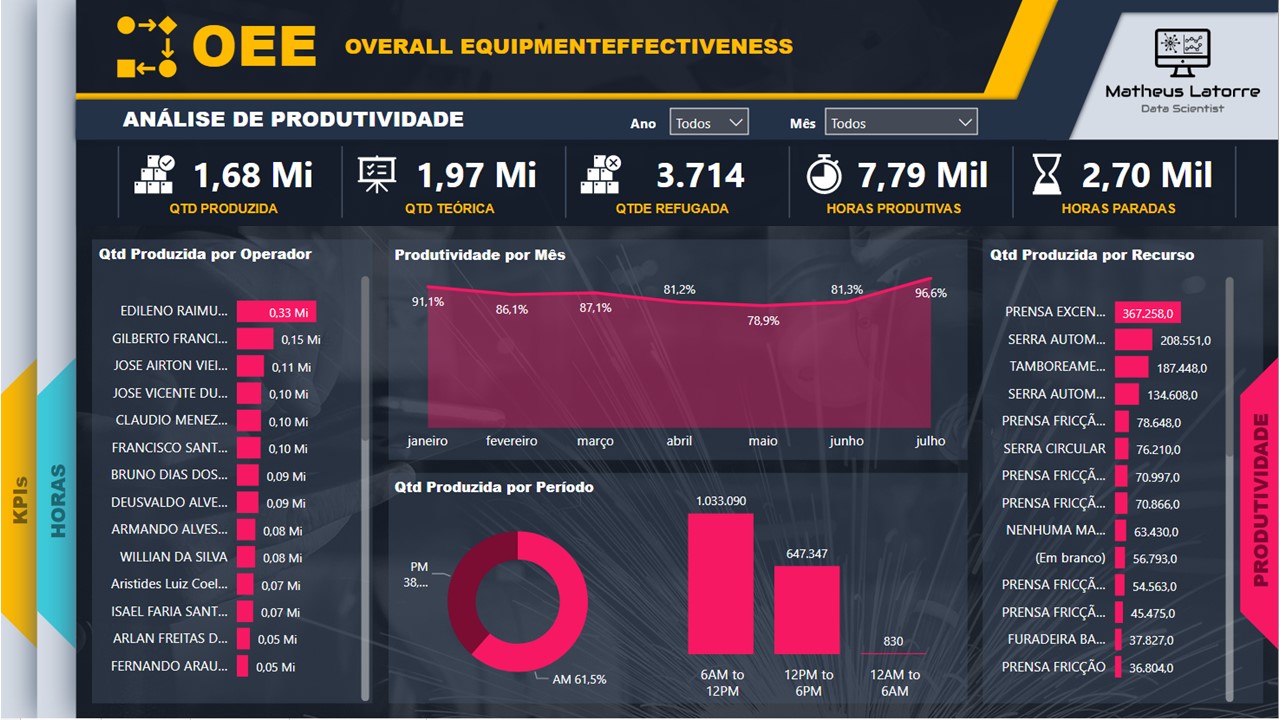 OEE
OVERALL EQUIPMENTEFFECTIVENESS
Matheus Latorre
Data Scientist
ANÁLISE DE PRODUTIVIDADE
Ano
Todos
Mês
Todos
1,68 Mi
QTD PRODUZIDA
1,97 Mi
QTD TEÓRICA
3.714
QTDE REFUGADA
7,79 Mil
HORAS PRODUTIVAS
2,70 Mil
HORAS PARADAS
Qtd Produzida por Operador
EDILENO RAIMU... 0,33 Mi
GILBERTO FRANCI... 0,15 Mi
JOSE AIRTON VIEI... 0,11 Mi
JOSE VICENTE DU... 0,10 Mi
CLAUDIO MENEZ... 0,10 Mi
FRANCISCO SANT... 0,10 Mi
BRUNO DIAS DOS... 0,09 Mi
DEUSVALDO ALVE... 0,09 Mi
ARMANDO ALVES... 0,08 Mi
WILLIAN DA SILVA 0,08 Mi
Aristides Luiz Coel... 0,07 Mi
ISAEL FARIA SANT... 0,07 Mi
ARLAN FREITAS D... 0,05 Mi
FERNANDO ARAU... 0,05 Mi
Produtividade por Mês
91,1% 86,1% 87,1% 81,2% 78,9% 81,3% 96,6%
janeiro fevereiro março abril maio junho julho
Qtd Produzida por Período
PM
38,...
AM 61,5%
1.033.090
647.347
830
6AM to
12PM
12PM to
6PM
12AM to
6AM
Qtd Produzida por Recurso
PRENSA EXCEN... 367.258,0
SERRA AUTOM... 208.551,0
TAMBOREAME... 187.448,0
SERRA AUTOM... 134.608,0
PRENSA FRICÇÃ... 78.648,0
SERRA CIRCULAR 76.210,0
PRENSA FRICÇÃ... 70.997,0
PRENSA FRICÇÃ... 70.866,0
NENHUMA MA... 63.430,0
(Em branco) 56.793,0
PRENSA FRICÇÃ... 54.563,0
PRENSA FRICÇÃ... 45.475,0
FURADEIRA BA... 37.827,0
PRENSA FRICÇÃO 36.804,0
KPIs
HORAS
PRODUTIVIDADE